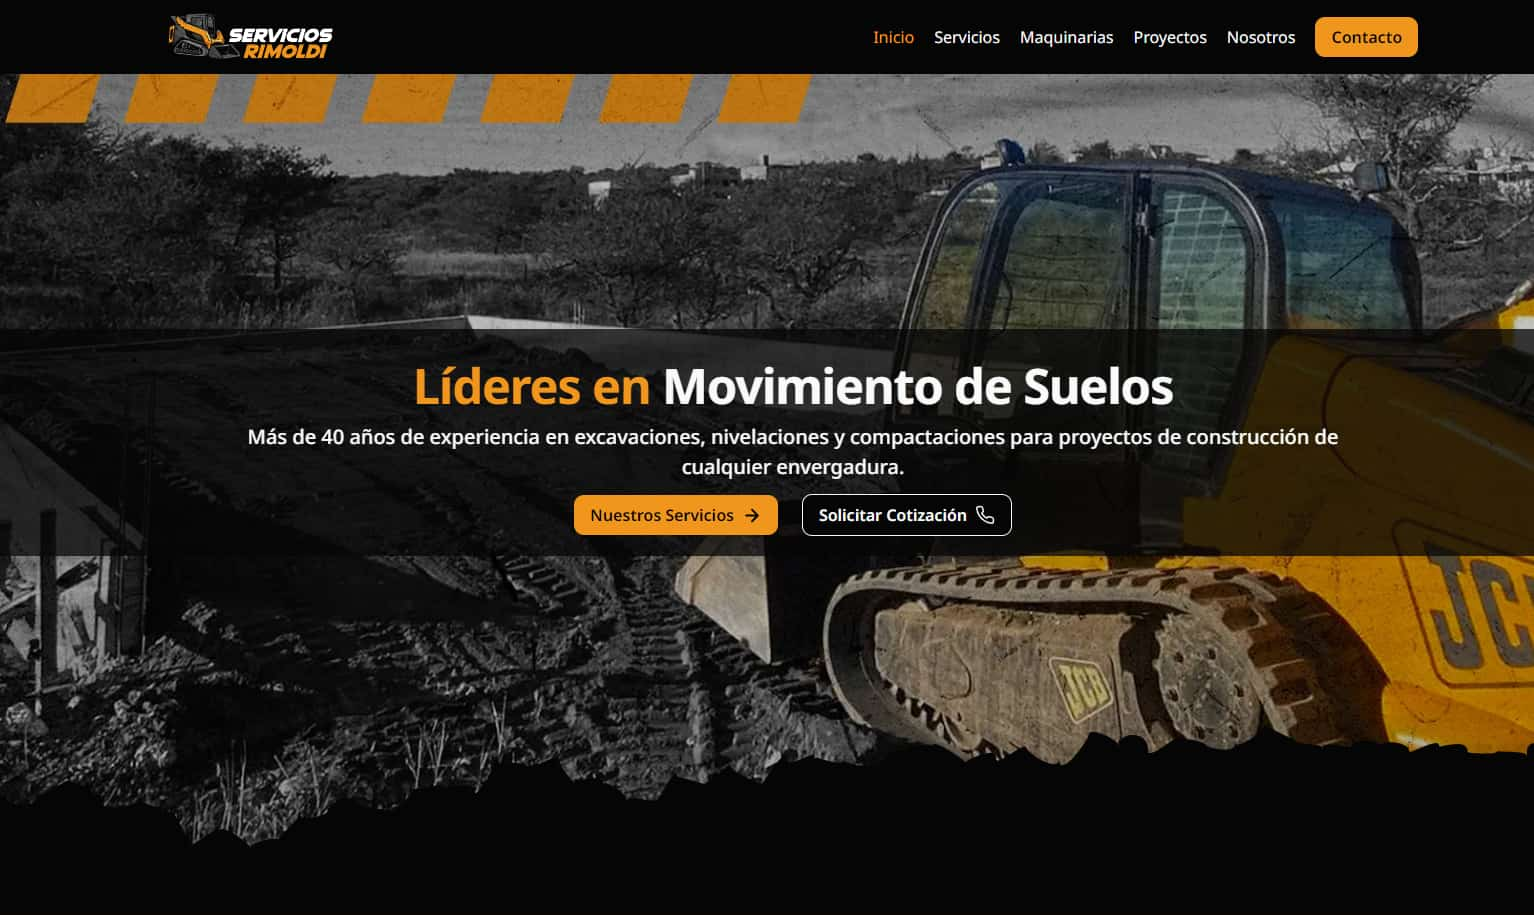 SERVICIOS
RIMOLDI
Inicio Servicios Maquinarias Proyectos Nosotros Contacto
Líderes en Movimiento de Suelos
Más de 40 años de experiencia en excavaciones, nivelaciones y compactaciones para proyectos de construcción de
cualquier envergadura.
Nuestros Servicios Solicitar Cotización
JCB
JCB